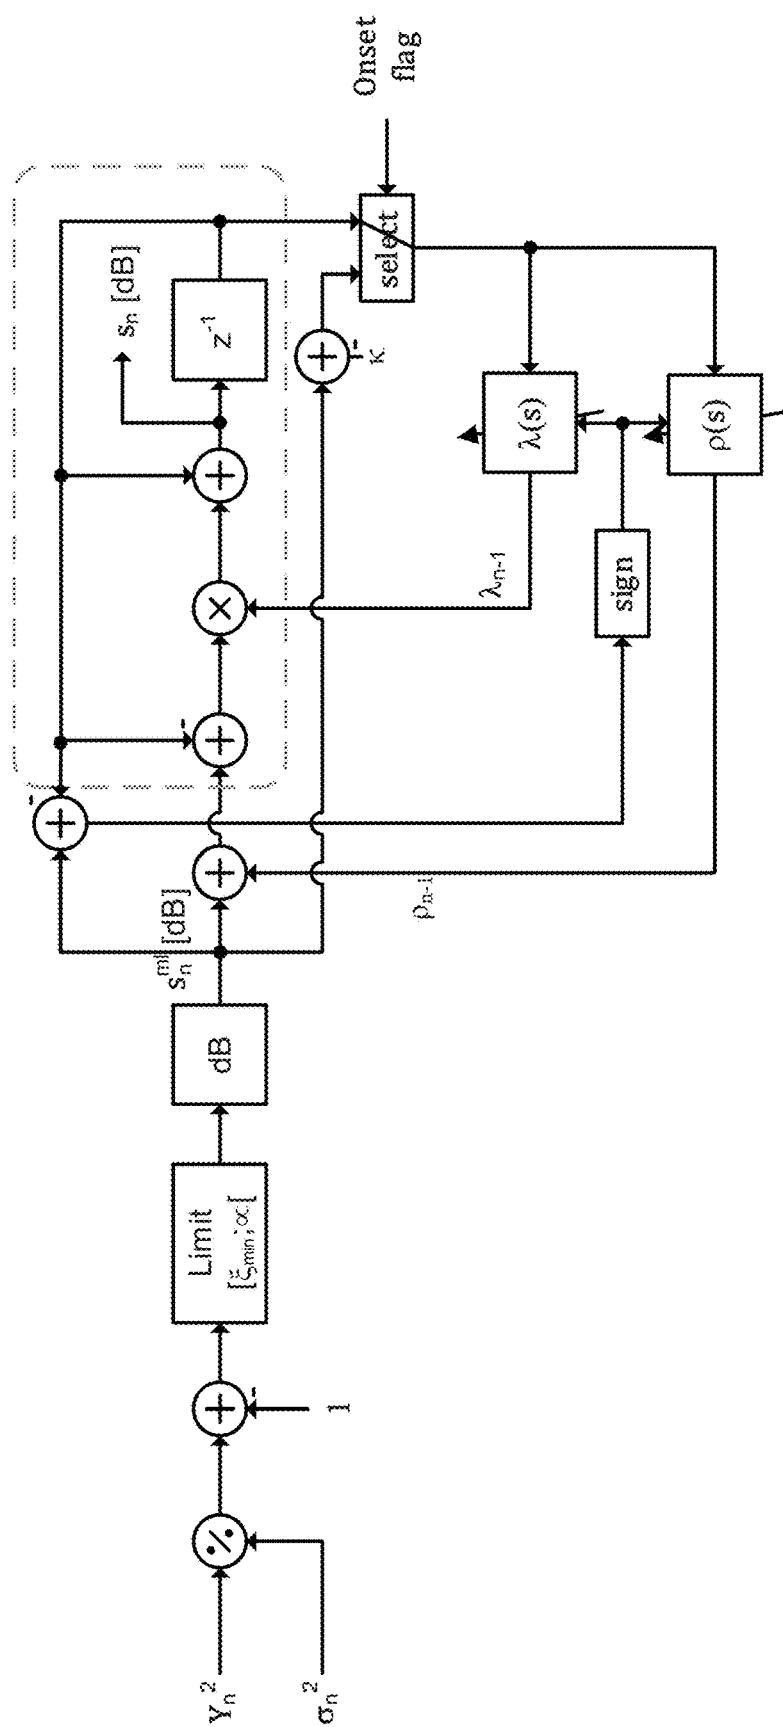 Y_n^2
σ_n^2
1
Limit
[ξ_min;∞[
dB
s_n^ml [dB]
s_n [dB]
z^-1
κ
select
Onset
flag
λ(s)
λ_n-1
sign
ρ(s)
ρ_n-1